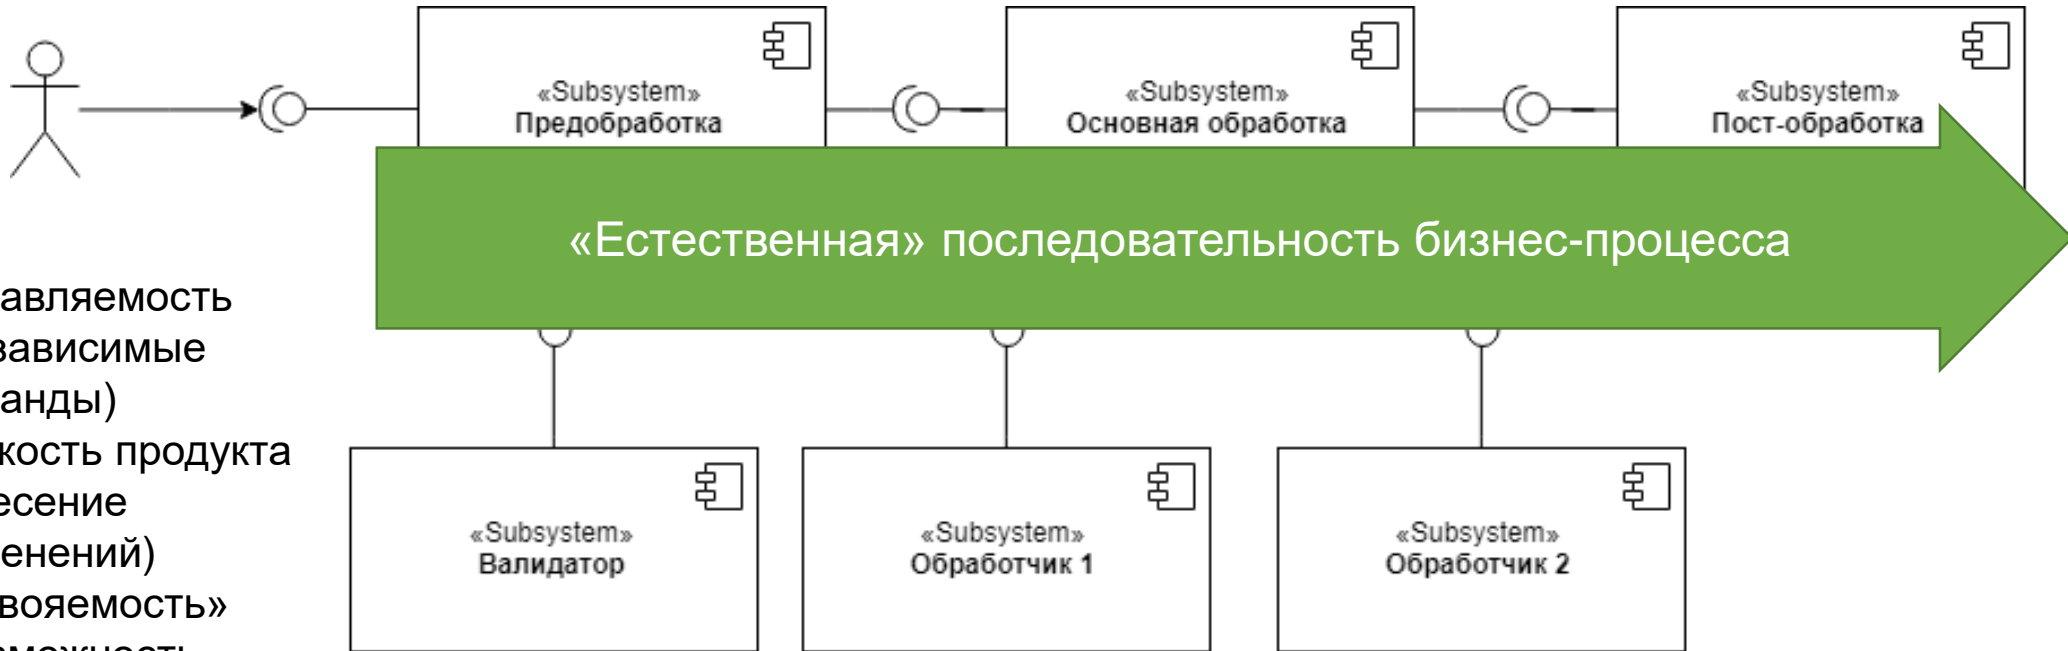 «Subsystem»
Предобработка
«Subsystem»
Основная обработка
«Subsystem»
Пост-обработка
«Естественная» последовательность бизнес-процесса
авляемость
зависимые
анды)
кость продукта
есение
енений)
вояемость»
«Subsystem»
Валидатор
«Subsystem»
Обработчик 1
«Subsystem»
Обработчик 2